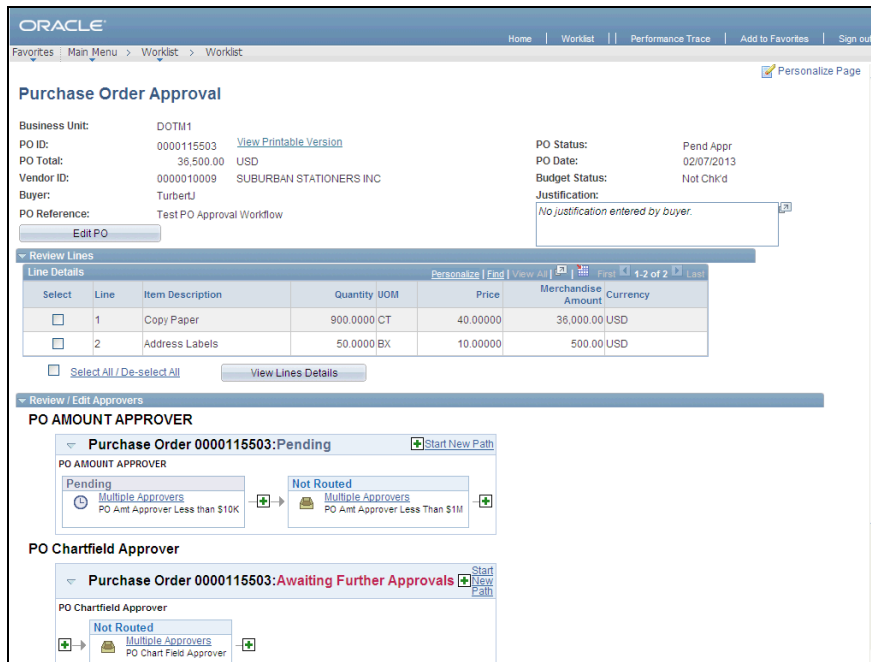 ORACLE
Home | Worklist | | Performance Trace | Add to Favorites | Sign out
Favorites Main Menu > Worklist > Worklist
Personalize Page
Purchase Order Approval
Business Unit: DOTM1
PO ID: 0000115503 View Printable Version PO Status: Pend Appr
PO Total: 36,500.00 USD PO Date: 02/07/2013
Vendor ID: 0000010009 SUBURBAN STATIONERS INC Budget Status: Not Chk'd
Buyer: TurbertJ Justification:
PO Reference: Test PO Approval Workflow No justification entered by buyer.
Edit PO
Review Lines
Line Details Personalize | Find | View All | | First 1-2 of 2 Last
Select Line Item Description Quantity UOM Price Merchandise Amount Currency
1 Copy Paper 900.0000 CT 40.00000 36,000.00 USD
2 Address Labels 50.0000 BX 10.00000 500.00 USD
Select All / De-select All View Lines Details
Review / Edit Approvers
PO AMOUNT APPROVER
Purchase Order 0000115503:Pending Start New Path
PO AMOUNT APPROVER
Pending Not Routed
Multiple Approvers Multiple Approvers
PO Amt Approver Less than $10K PO Amt Approver Less Than $1M
PO Chartfield Approver
Purchase Order 0000115503:Awaiting Further Approvals Start New Path
PO Chartfield Approver
Not Routed
Multiple Approvers
PO Chart Field Approver